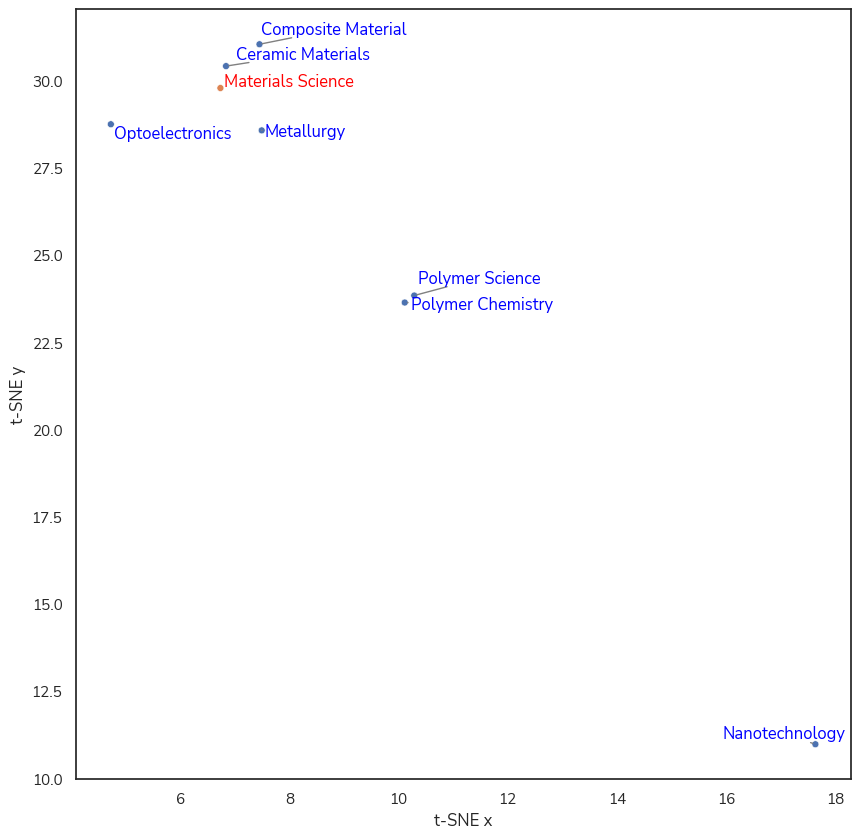 Composite Material
Ceramic Materials
Materials Science
Optoelectronics
Metallurgy
Polymer Science
Polymer Chemistry
Nanotechnology
30.0
27.5
25.0
22.5
20.0
17.5
15.0
12.5
10.0
t-SNE y
6
8
10
12
14
16
18
t-SNE x